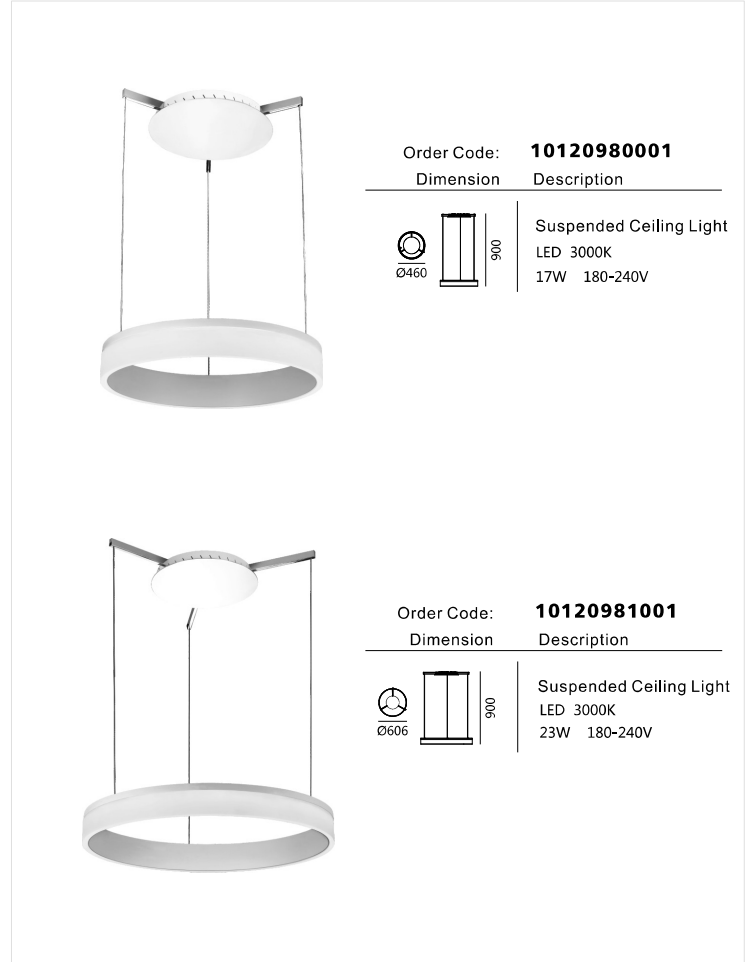 Order Code: 10120980001
Dimension Description
Ø460
900
Suspended Ceiling Light
LED 3000K
17W 180-240V
Order Code: 10120981001
Dimension Description
Ø606
900
Suspended Ceiling Light
LED 3000K
23W 180-240V